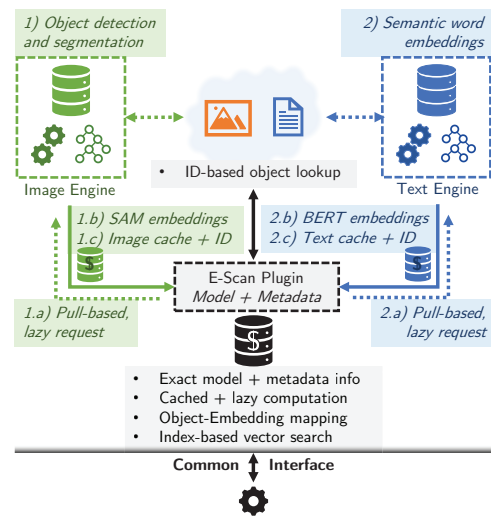 1) Object detection
and segmentation
2) Semantic word
embeddings
Image Engine
Text Engine
• ID-based object lookup
1.b) SAM embeddings
1.c) Image cache + ID
2.b) BERT embeddings
2.c) Text cache + ID
$
$
E-Scan Plugin
Model + Metadata
1.a) Pull-based,
lazy request
2.a) Pull-based,
lazy request
$
• Exact model + metadata info
• Cached + lazy computation
• Object-Embedding mapping
• Index-based vector search
Common Interface